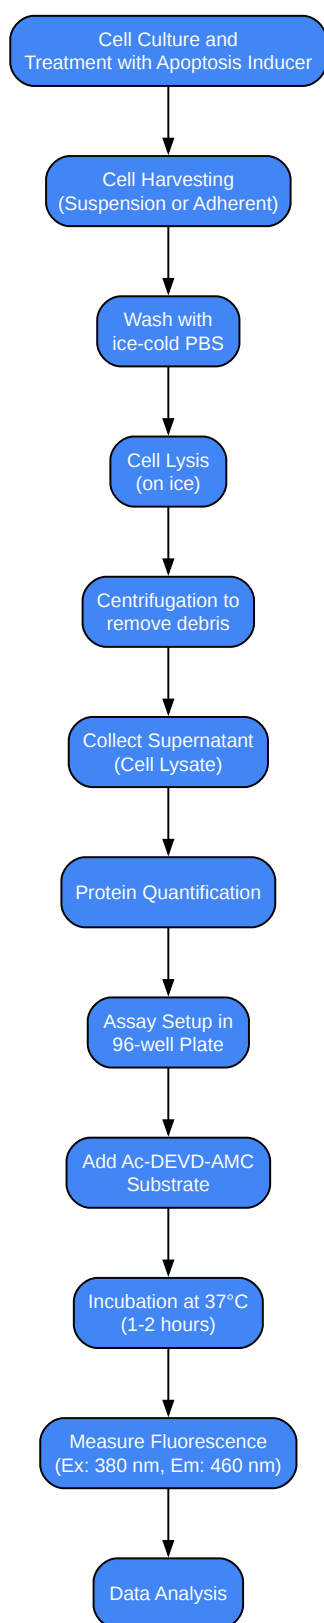 Cell Culture and
Treatment with Apoptosis Inducer
Cell Harvesting
(Suspension or Adherent)
Wash with
ice-cold PBS
Cell Lysis
(on ice)
Centrifugation to
remove debris
Collect Supernatant
(Cell Lysate)
Protein Quantification
Assay Setup in
96-well Plate
Add Ac-DEVD-AMC
Substrate
Incubation at 37°C
(1-2 hours)
Measure Fluorescence
(Ex: 380 nm, Em: 460 nm)
Data Analysis